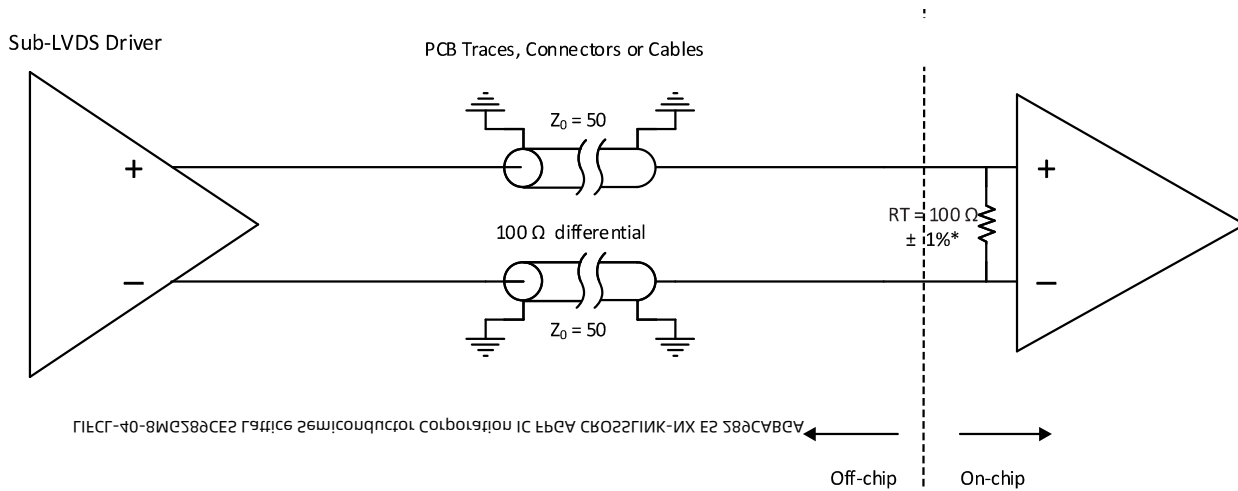 Sub-LVDS Driver
PCB Traces, Connectors or Cables
Z₀ = 50
+
+
RT = 100 Ω
± 1%*
100 Ω differential
−
−
Z₀ = 50
LIFCL-40-8MG289CES Lattice Semiconductor Corporation IC FPGA CROSSLINK-NX ES 289CABGA
Off-chip
On-chip